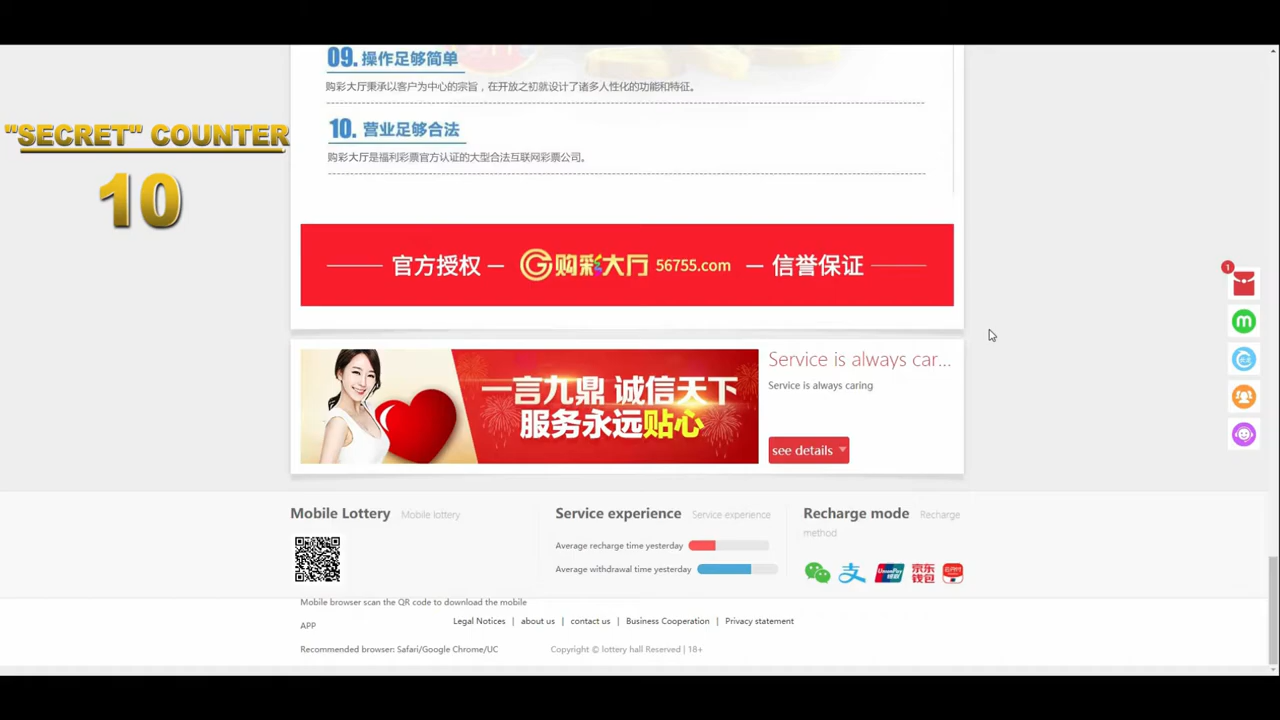 09. 操作足够简单
购彩大厅秉承以客户为中心的宗旨，在开放之初就设计了诸多人性化的功能和特征。
"SECRET" COUNTER
10
10. 营业足够合法
购彩大厅是福利彩票官方认证的大型合法互联网彩票公司。
官方授权 — 购彩大厅 56755.com — 信誉保证
1
一言九鼎 诚信天下
服务永远贴心
Service is always car...
Service is always caring
see details
Mobile Lottery Mobile lottery
Service experience Service experience
Average recharge time yesterday
Average withdrawal time yesterday
Recharge mode Recharge
method
UnionPay
银联
京东
钱包
Mobile browser scan the QR code to download the mobile
APP
Recommended browser: Safari/Google Chrome/UC
Legal Notices | about us | contact us | Business Cooperation | Privacy statement
Copyright © lottery hall Reserved | 18+